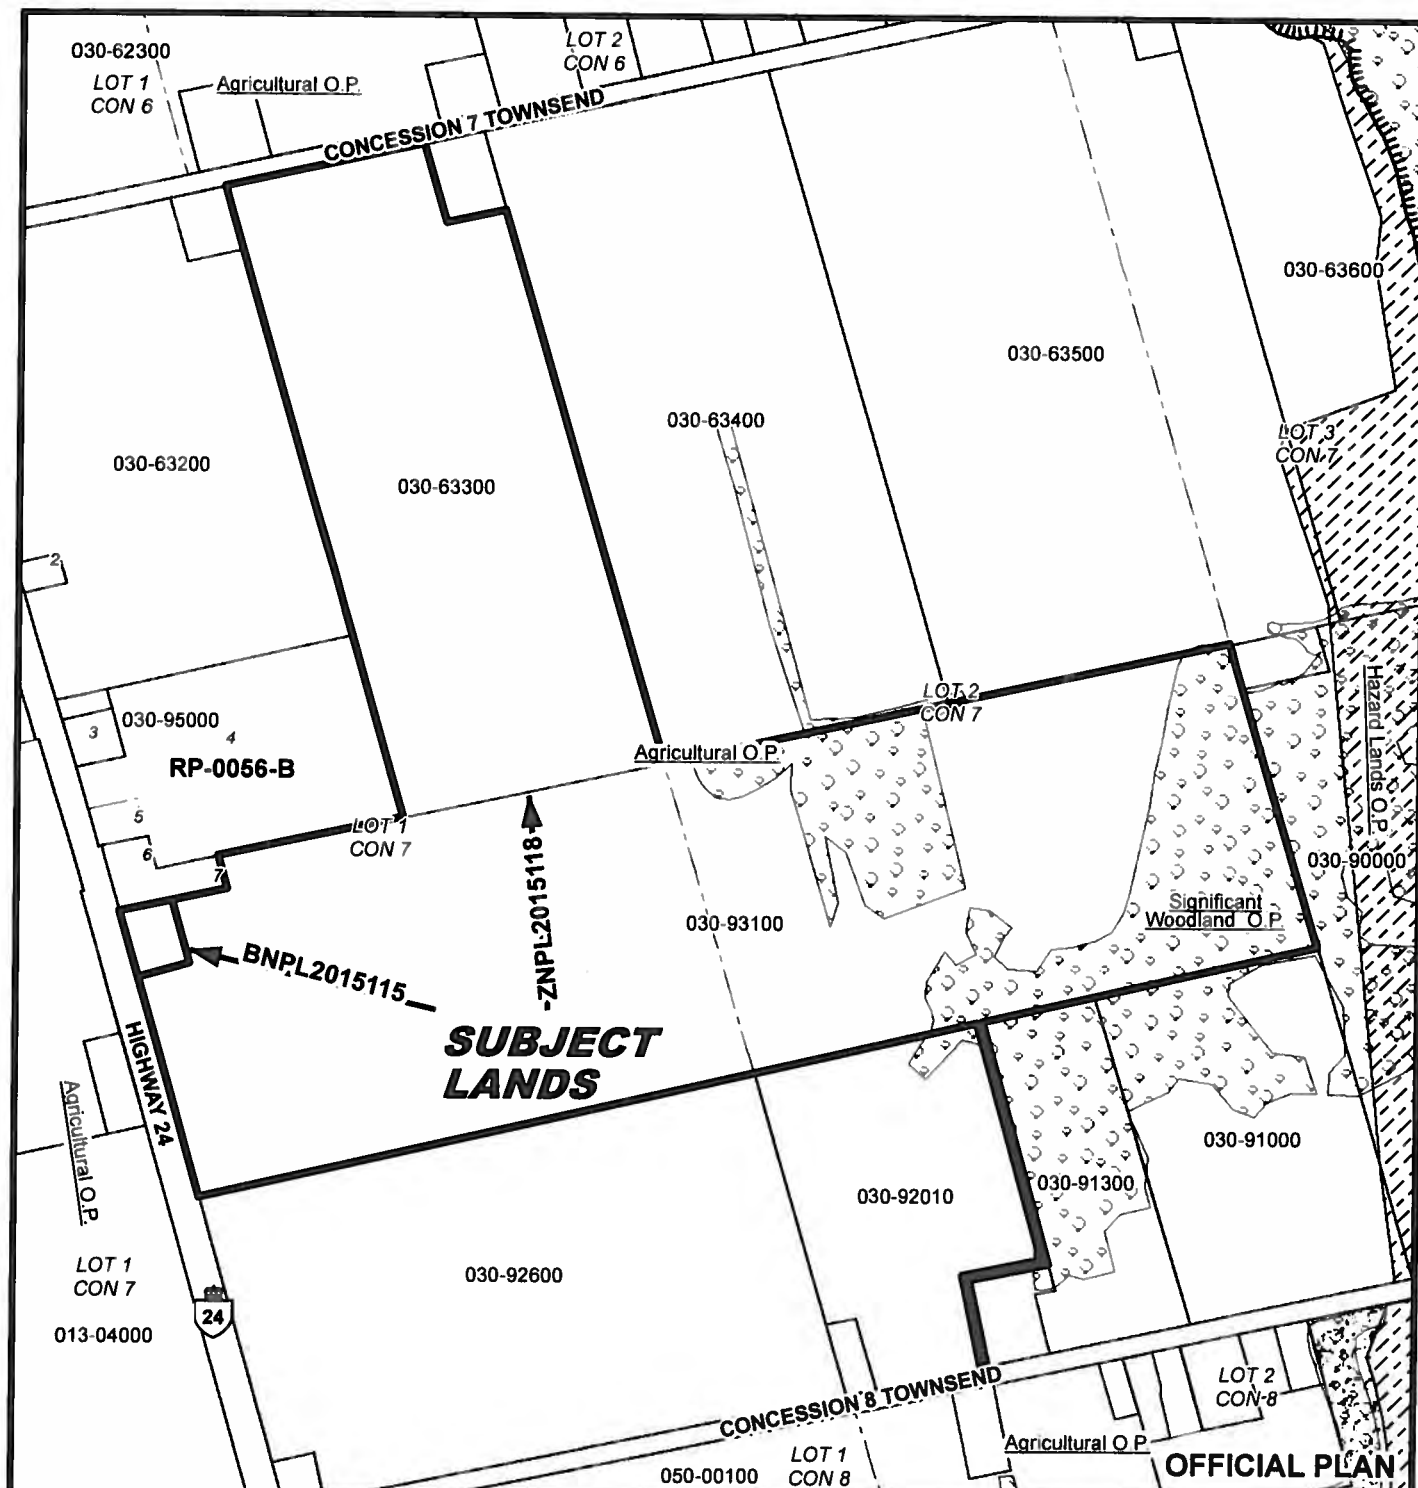 030-62300
LOT 1
CON 6
Agricultural O.P.
LOT 2
CON 6
CONCESSION 7 TOWNSEND
030-63600
030-63500
030-63400
LOT 3
CON 7
030-63200
030-63300
2
Hazard Lands O.P.
LOT 2
CON 7
030-95000
3
4
RP-0056-B
Agricultural O.P.
5
LOT 1
CON 7
6
7
030-90000
ZNPL2015118
Significant
Woodland O.P.
030-93100
BNPL2015115
SUBJECT
LANDS
HIGHWAY 24
Agricultural O.P.
030-91000
030-91300
030-92010
LOT 1
CON 7
030-92600
24
013-04000
CONCESSION 8 TOWNSEND
LOT 2
CON 8
Agricultural O.P.
LOT 1
CON 8
050-00100
OFFICIAL PLAN